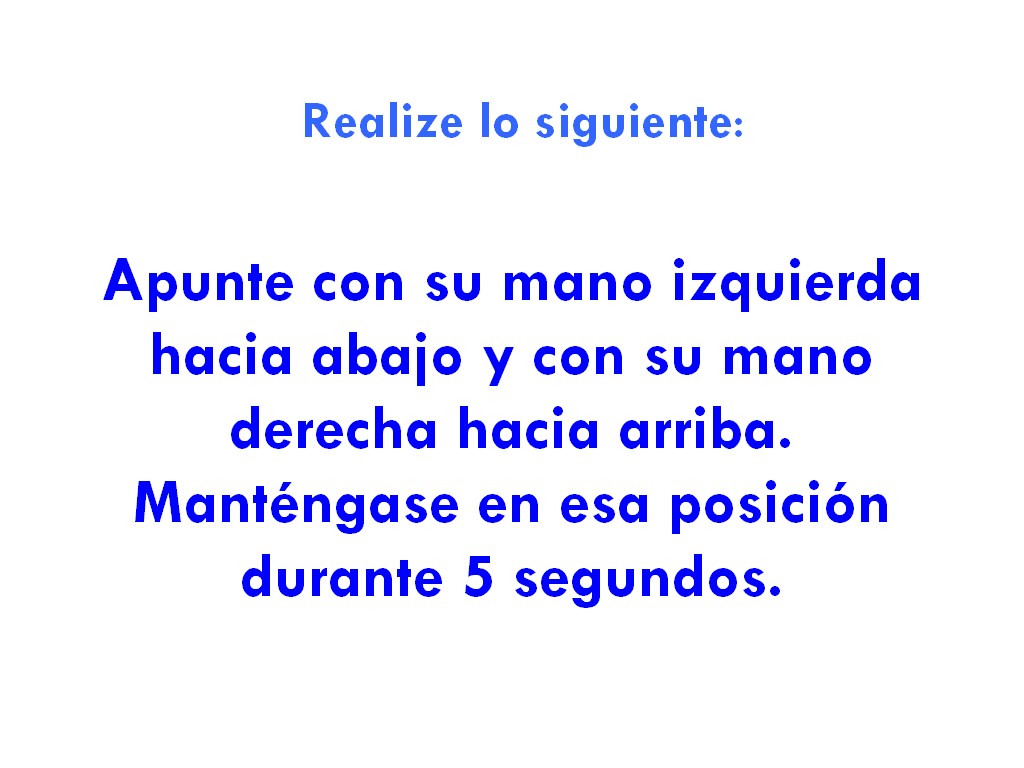 Realize lo siguiente:
Apunte con su mano izquierda
hacia abajo y con su mano
derecha hacia arriba.
Manténgase en esa posición
durante 5 segundos.